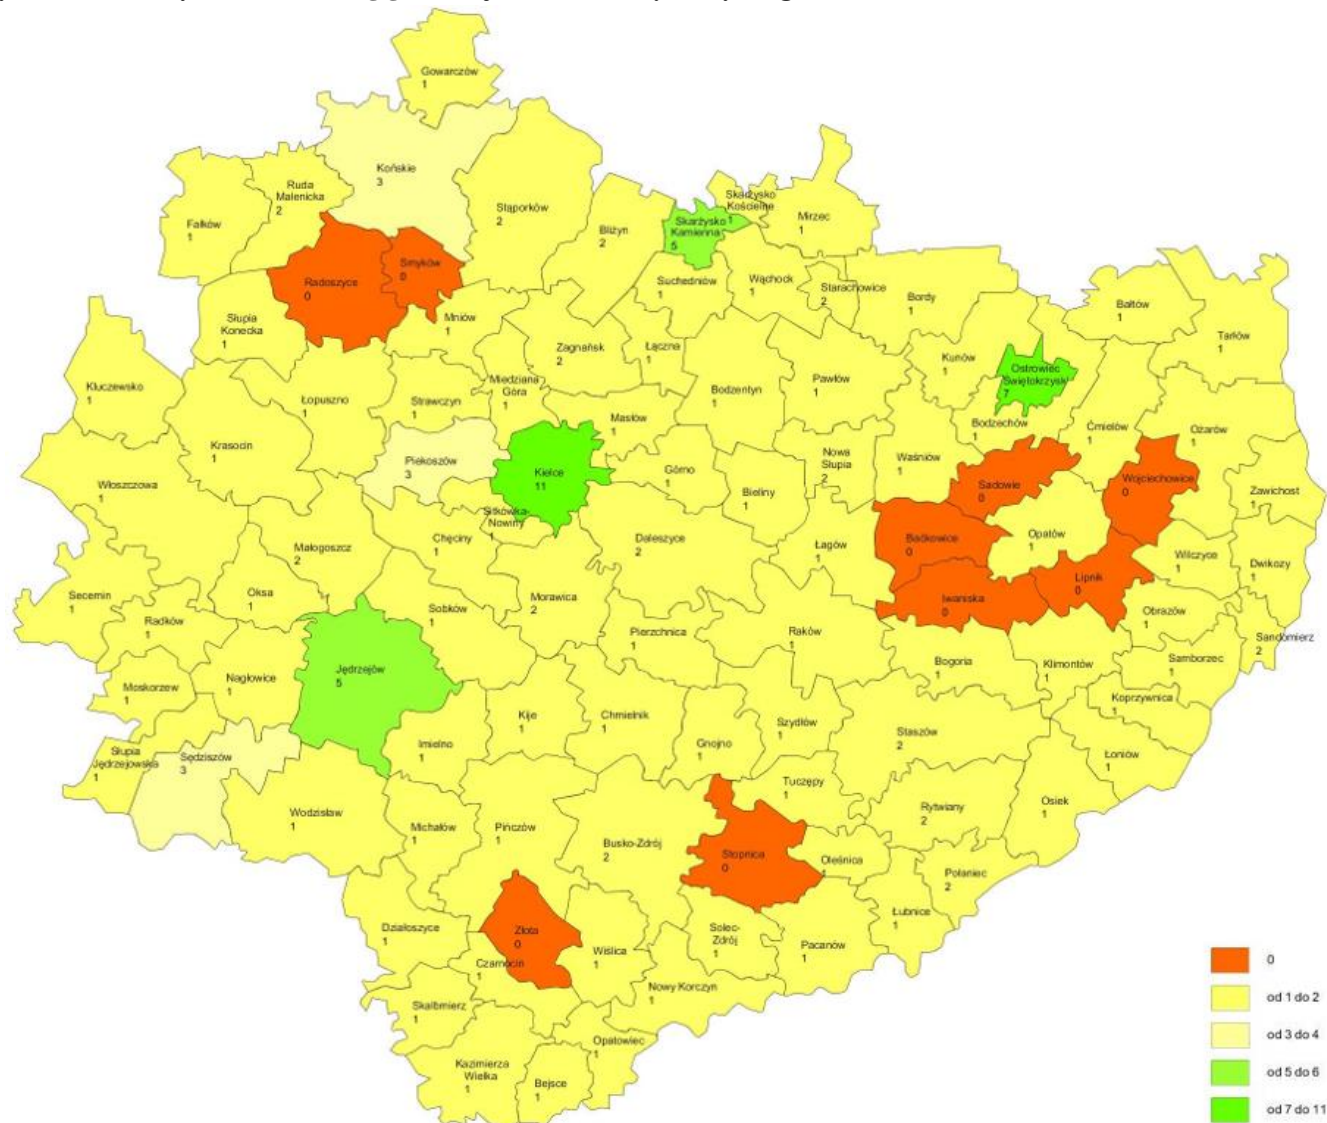 Gowarczów
1
Końskie
3
Ruda
Malenicka
2
Stąporków
2
Fałków
1
Bliżyn
2
Skarżysko
Kościelne
1
Skarżysko
Kamienna
5
Mirzec
1
Smyków
0
Radoszyce
0
Suchedniów
1
Wąchock
1
Starachowice
2
Bordy
1
Bałtów
1
Tarłów
1
Słupia
Konecka
1
Mniów
1
Zagnańsk
2
Łączna
1
Kunów
1
Ostrowiec
Świętokrzyski
7
Kluczewsko
1
Łopuszno
1
Strawczyn
1
Miedziana
Góra
1
Bodzentyn
1
Pawłów
1
Masłów
1
Bodzechów
1
Ćmielów
1
Ożarów
1
Krasocin
1
Piekoszów
3
Kielce
11
Górno
1
Nowa
Słupia
2
Waśniów
1
Sadowie
0
Wojciechowice
0
Włoszczowa
1
Bieliny
1
Zawichost
1
Sitkówka-
Nowiny
1
Chęciny
1
Daleszyce
2
Łagów
1
Baćkowice
0
Opatów
1
Małogoszcz
2
Wilczyce
1
Dwikozy
1
Secemin
1
Oksa
1
Morawica
2
Iwaniska
0
Lipnik
0
Radków
1
Sobków
1
Pierzchnica
1
Raków
1
Obrazów
1
Sandomierz
2
Jędrzejów
5
Nagłowice
1
Bogoria
1
Klimontów
1
Samborzec
1
Moskorzew
1
Koprzywnica
1
Kije
1
Chmielnik
1
Szydłów
1
Staszów
2
Imielno
1
Gnojno
1
Słupia
Jędrzejowska
1
Sędziszów
3
Łoniów
1
Tuczępy
1
Rytwiany
2
Osiek
1
Wodzisław
1
Michałów
1
Pińczów
1
Busko-Zdrój
2
Stopnica
0
Oleśnica
1
Połaniec
2
Łubnice
1
Działoszyce
1
Złota
0
Solec-
Zdrój
1
Pacanów
1
Wiślica
1
Czarnocin
1
Nowy Korczyn
1
Skalbmierz
1
Opatowiec
1
Kazimierza
Wielka
1
Bejsce
1
0
od 1 do 2
od 3 do 4
od 5 do 6
od 7 do 11